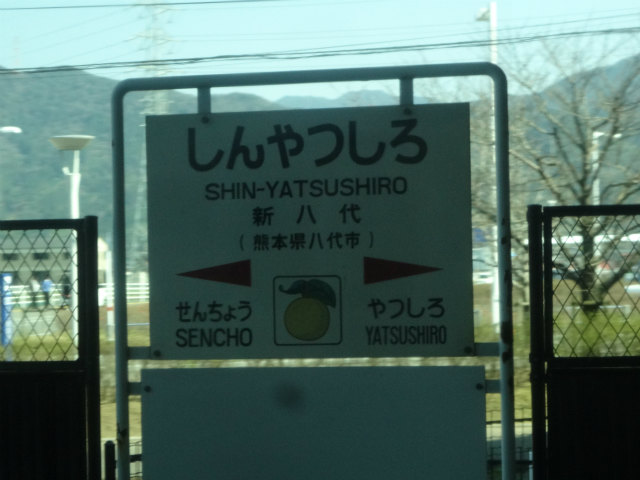 しんやつしろ
SHIN-YATSUSHIRO
新八代
(熊本県八代市)
せんちょう やつしろ
SENCHO YATSUSHIRO